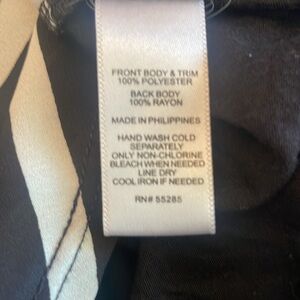 FRONT BODY & TRIM
100% POLYESTER
BACK BODY
100% RAYON
MADE IN PHILIPPINES
HAND WASH COLD
SEPARATELY
ONLY NON-CHLORINE
BLEACH WHEN NEEDED
LINE DRY
COOL IRON IF NEEDED
RN# 55285